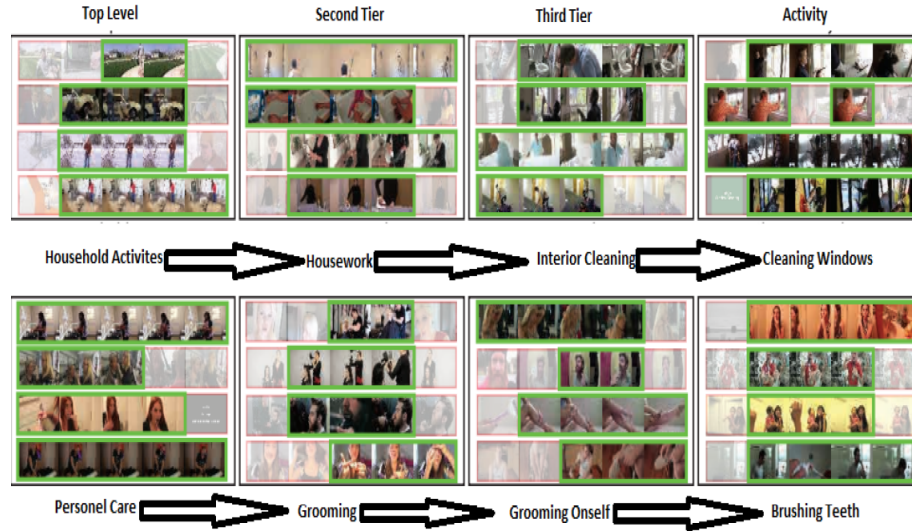 Top Level Second Tier Third Tier Activity
Household Activites Housework Interior Cleaning Cleaning Windows
Personal Care Grooming Grooming Onself Brushing Teeth